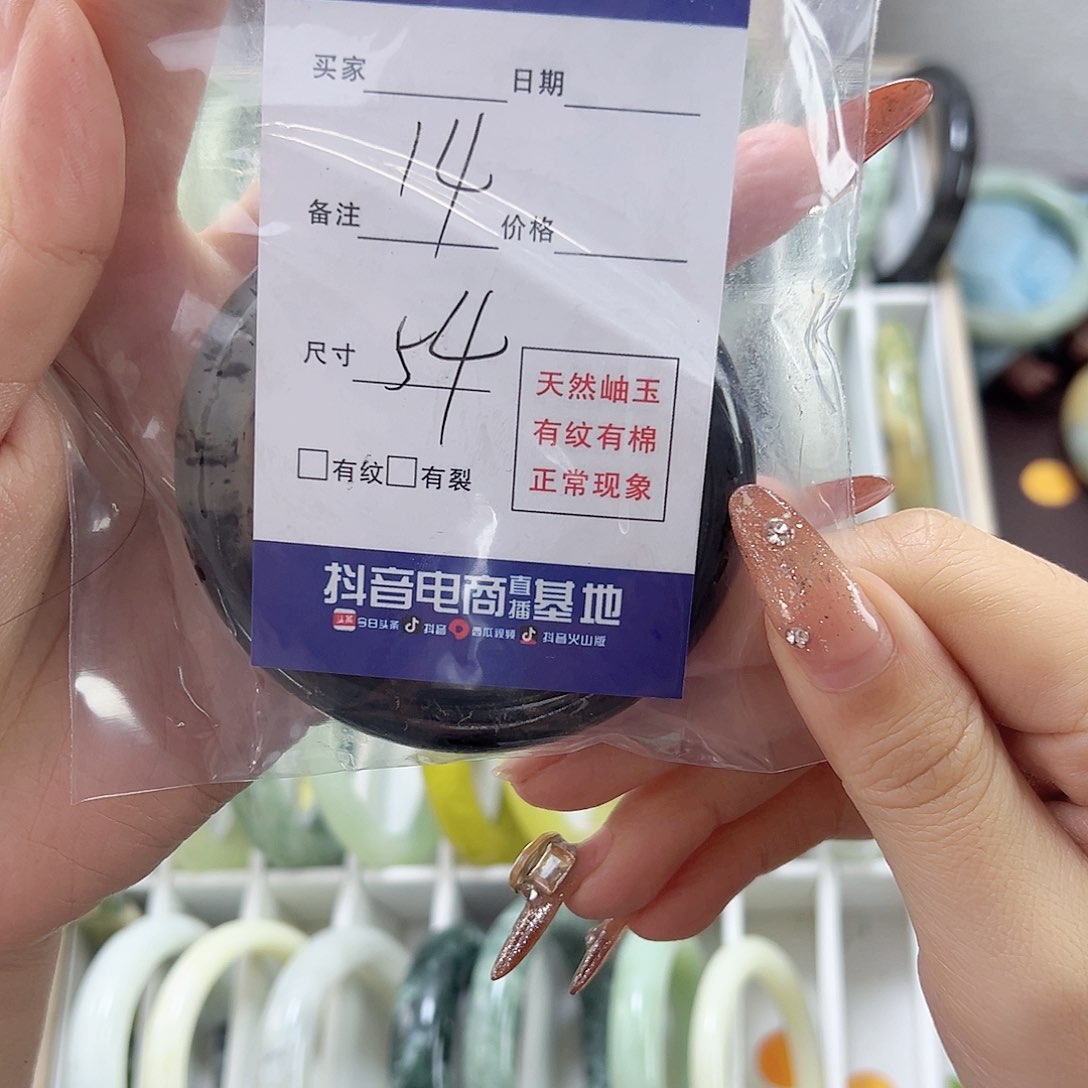 买家 日期
14
备注 价格
尺寸 54
天然岫玉
有纹有棉
正常现象
□有纹□有裂
抖音电商直播基地
头条 今日头条 抖音 西瓜视频 抖音火山版